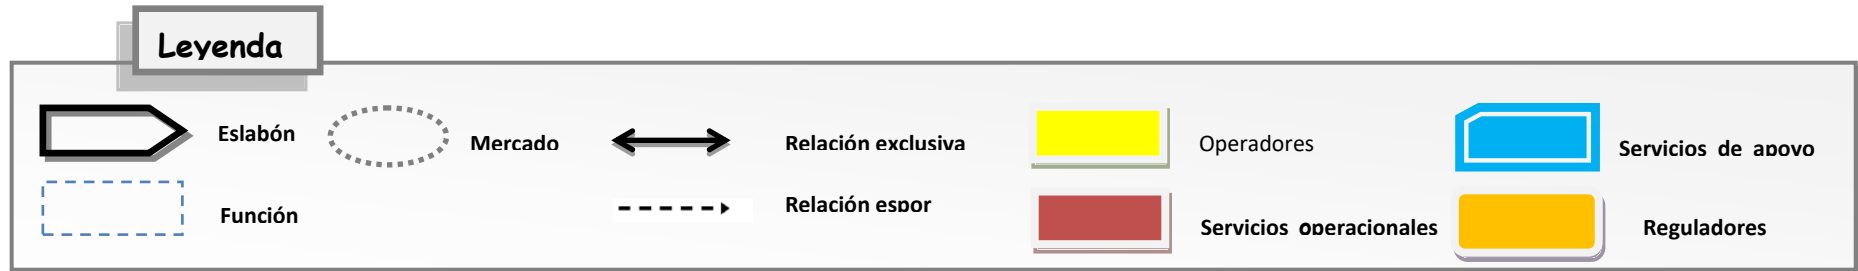 Leyenda
Eslabón
Mercado
Relación exclusiva
Operadores
Servicios de apoyo
Función
Relación espor
Servicios operacionales
Reguladores